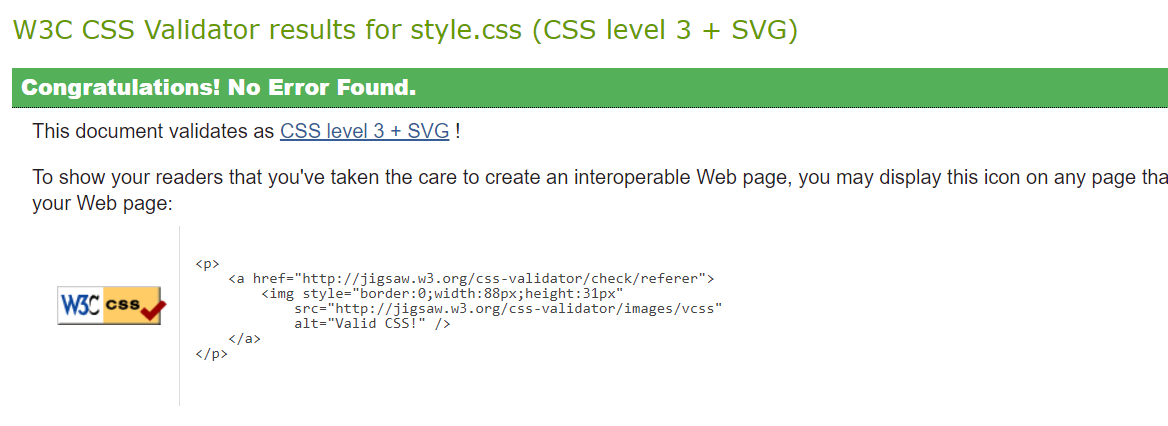 W3C CSS Validator results for style.css (CSS level 3 + SVG)
Congratulations! No Error Found.
This document validates as CSS level 3 + SVG !
To show your readers that you've taken the care to create an interoperable Web page, you may display this icon on any page tha
your Web page:
W3C css
<p>
    <a href="http://jigsaw.w3.org/css-validator/check/referer">
        <img style="border:0;width:88px;height:31px"
            src="http://jigsaw.w3.org/css-validator/images/vcss"
            alt="Valid CSS!" />
    </a>
</p>